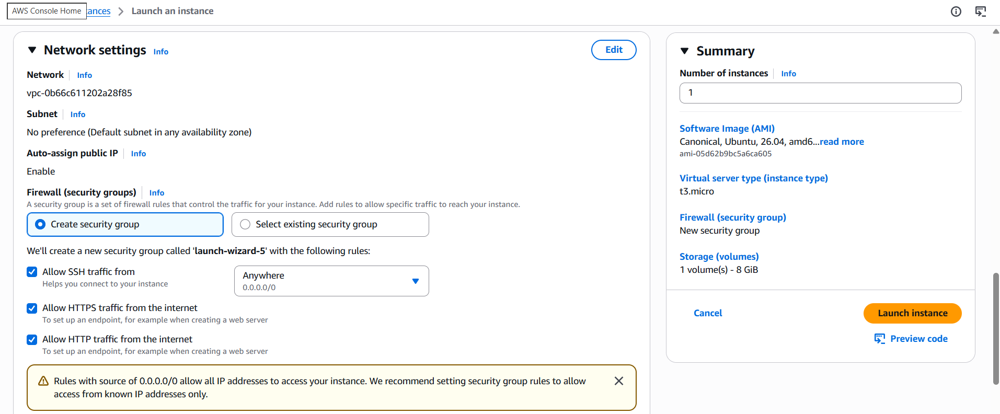 AWS Console Home
ances
Launch an instance
Network settings Info
Edit
Network Info
vpc-0b66c611202a28f85
Subnet Info
No preference (Default subnet in any availability zone)
Auto-assign public IP Info
Enable
Firewall (security groups) Info
A security group is a set of firewall rules that control the traffic for your instance. Add rules to allow specific traffic to reach your instance.
Create security group
Select existing security group
We'll create a new security group called 'launch-wizard-5' with the following rules:
Allow SSH traffic from
Helps you connect to your instance
Anywhere
0.0.0.0/0
Allow HTTPS traffic from the internet
To set up an endpoint, for example when creating a web server
Allow HTTP traffic from the internet
To set up an endpoint, for example when creating a web server
Rules with source of 0.0.0.0/0 allow all IP addresses to access your instance. We recommend setting security group rules to allow
access from known IP addresses only.
Summary
Number of instances Info
1
Software Image (AMI)
Canonical, Ubuntu, 26.04, amd6...read more
ami-05d62b9bc5a6ca605
Virtual server type (instance type)
t3.micro
Firewall (security group)
New security group
Storage (volumes)
1 volume(s) - 8 GiB
Cancel
Launch instance
Preview code